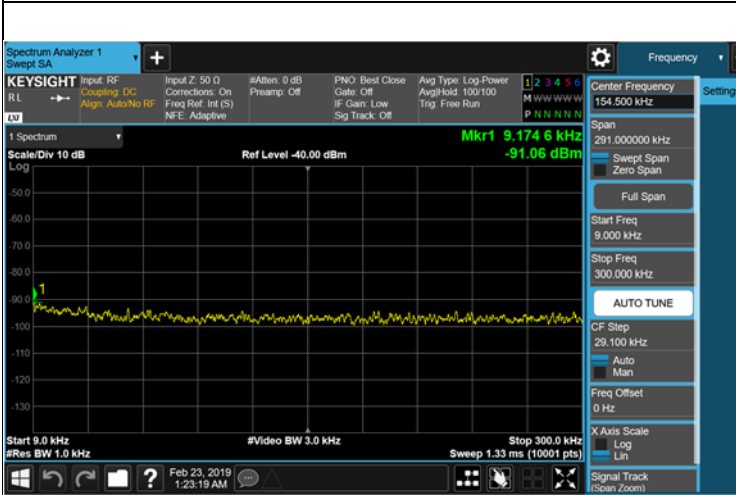 Spectrum Analyzer 1
Swept SA
+
Frequency
KEYSIGHT
RL
LXI
Input: RF
Coupling: DC
Align: Auto/No RF
Input Z: 50 Ω
Corrections: On
Freq Ref: Int (S)
NFE: Adaptive
#Atten: 0 dB
Preamp: Off
PNO: Best Close
Gate: Off
IF Gain: Low
Sig Track: Off
Avg Type: Log-Power
Avg|Hold: 100/100
Trig: Free Run
1 2 3 4 5 6
M W W W W W
P N N N N N
1 Spectrum
Mkr1 9.174 6 kHz
-91.06 dBm
Scale/Div 10 dB
Ref Level -40.00 dBm
Log
-50.0
-60.0
-70.0
-80.0
-90.0
-100
-110
-120
-130
1
Start 9.0 kHz
#Res BW 1.0 kHz
#Video BW 3.0 kHz
Stop 300.0 kHz
Sweep 1.33 ms (10001 pts)
Center Frequency
154.500 kHz
Settings
Span
291.000000 kHz
Swept Span
Zero Span
Full Span
Start Freq
9.000 kHz
Stop Freq
300.000 kHz
AUTO TUNE
CF Step
29.100 kHz
Auto
Man
Freq Offset
0 Hz
X Axis Scale
Log
Lin
Signal Track
(Span Zoom)
?
Feb 23, 2019
1:23:19 AM